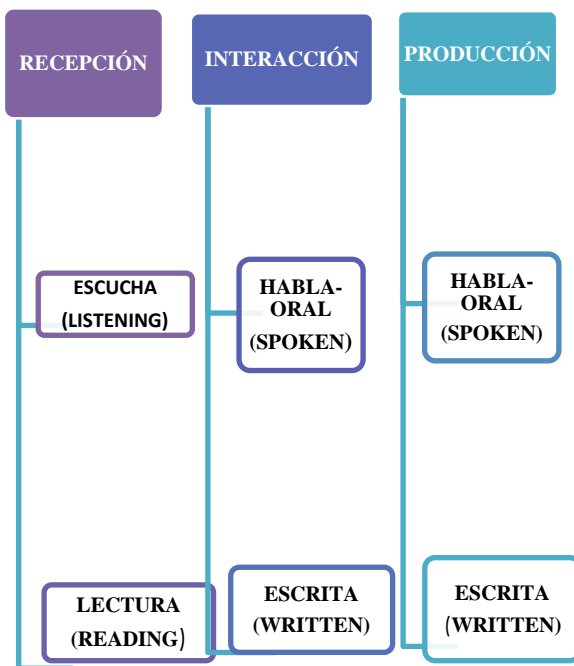 RECEPCIÓN
ESCUCHA
(LISTENING)
LECTURA
(READING)
INTERACCIÓN
HABLA-
ORAL
(SPOKEN)
ESCRITA
(WRITTEN)
PRODUCCIÓN
HABLA-
ORAL
(SPOKEN)
ESCRITA
(WRITTEN)